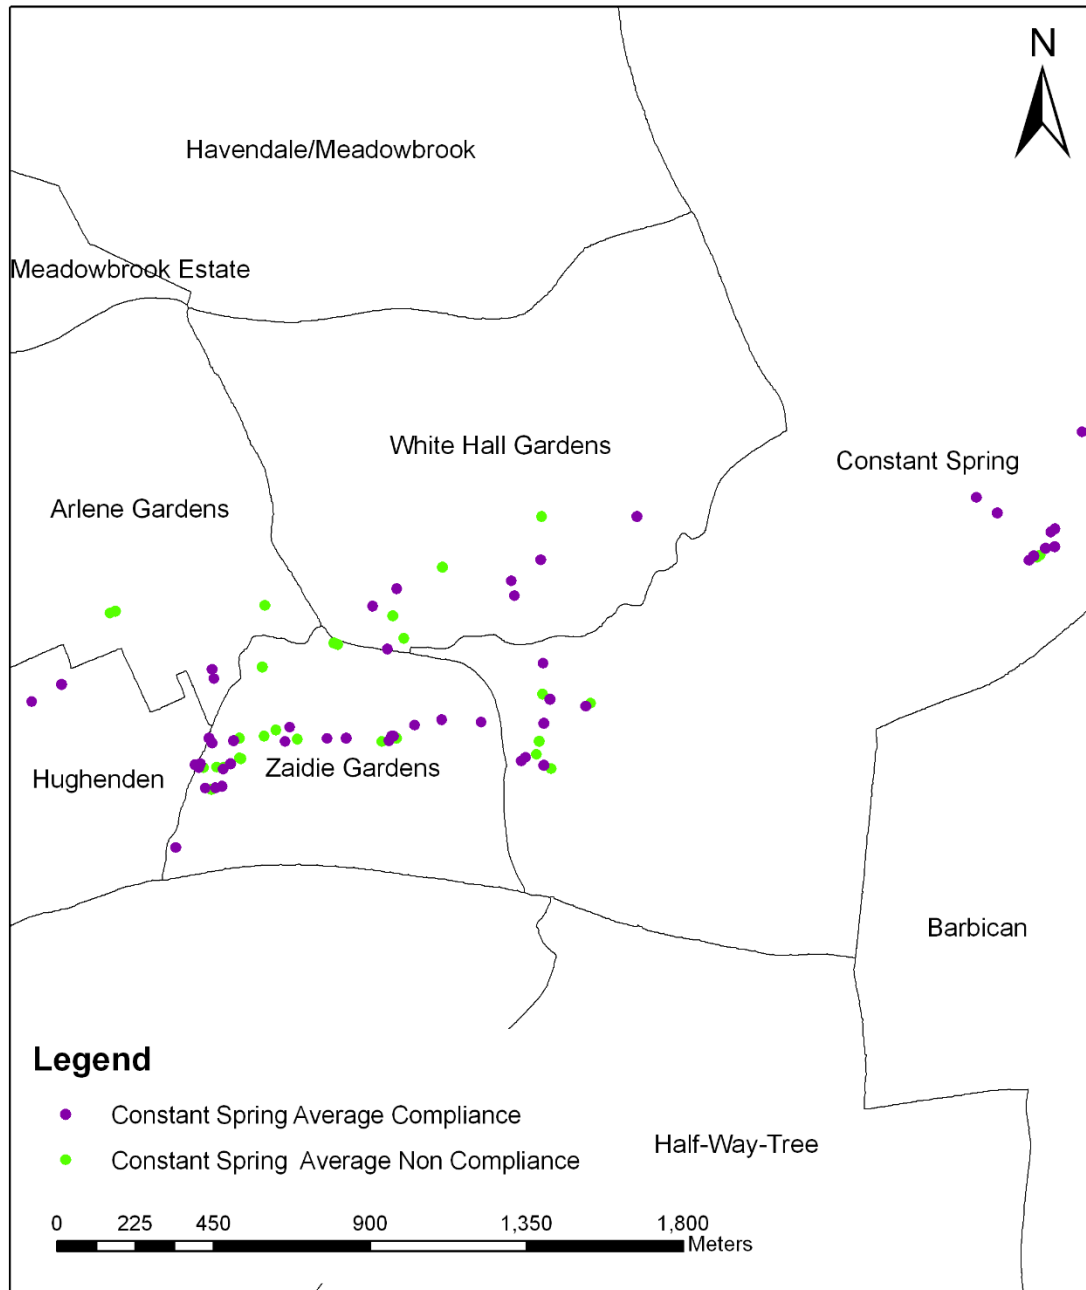 N
Havendale/Meadowbrook
Meadowbrook Estate
White Hall Gardens
Constant Spring
Arlene Gardens
Zaidie Gardens
Hughenden
Barbican
Legend
Constant Spring Average Compliance
Constant Spring Average Non Compliance
Half-Way-Tree
0 225 450 900 1,350 1,800
Meters